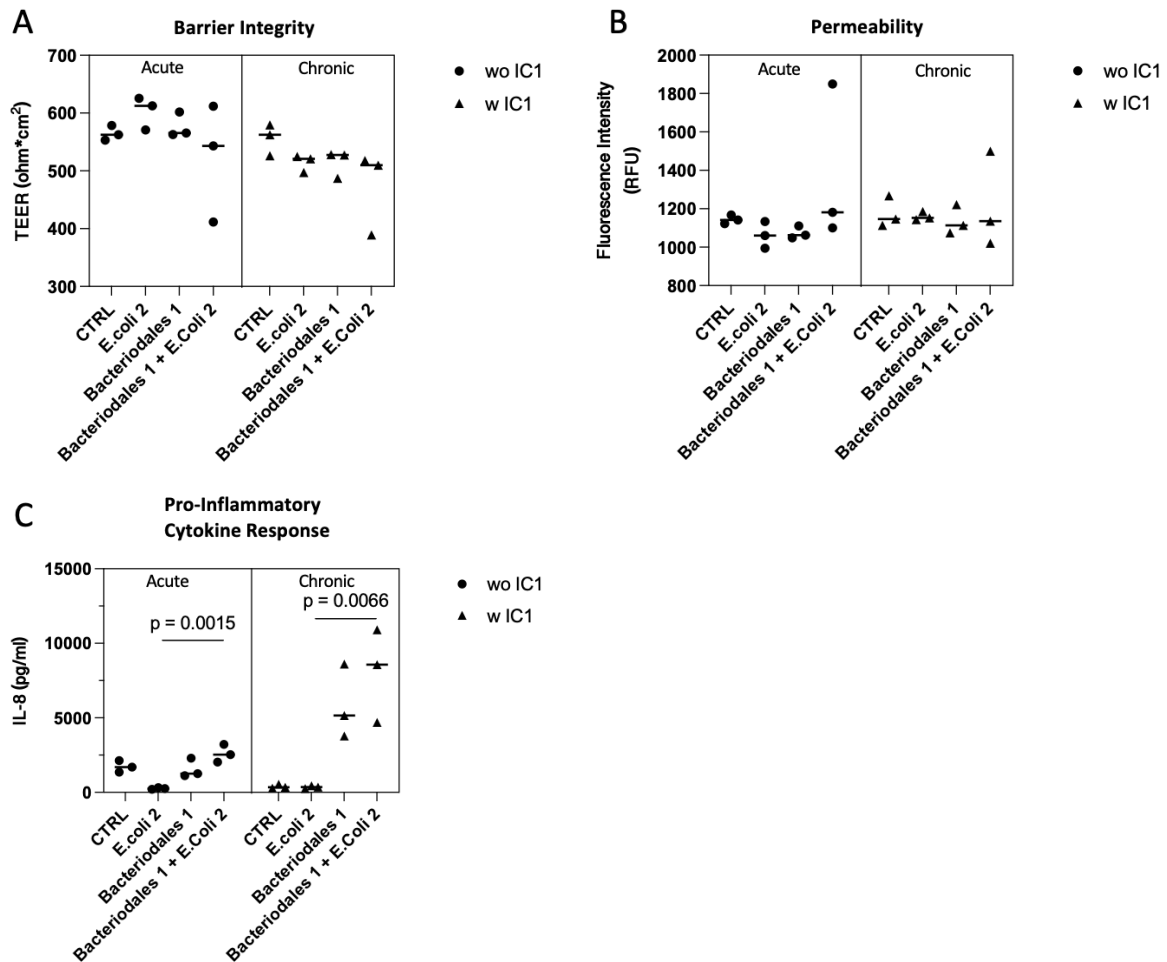 A
Barrier Integrity
700
600
500
400
300
TEER (ohm*cm²)
Acute
Chronic
wo IC1
w IC1
CTRL
E.coli 2
Bacteriodales 1
Bacteriodales 1 + E.Coli 2
CTRL
E.coli 2
Bacteriodales 1
Bacteriodales 1 + E.Coli 2
B
Permeability
2000
1800
1600
1400
1200
1000
800
Fluorescence Intensity
(RFU)
Acute
Chronic
wo IC1
w IC1
CTRL
E.coli 2
Bacteriodales 1
Bacteriodales 1 + E.Coli 2
CTRL
E.coli 2
Bacteriodales 1
Bacteriodales 1 + E.Coli 2
C
Pro-Inflammatory
Cytokine Response
15000
10000
5000
0
IL-8 (pg/ml)
Acute
p = 0.0015
Chronic
p = 0.0066
wo IC1
w IC1
CTRL
E.coli 2
Bacteriodales 1
Bacteriodales 1 + E.Coli 2
CTRL
E.coli 2
Bacteriodales 1
Bacteriodales 1 + E.Coli 2